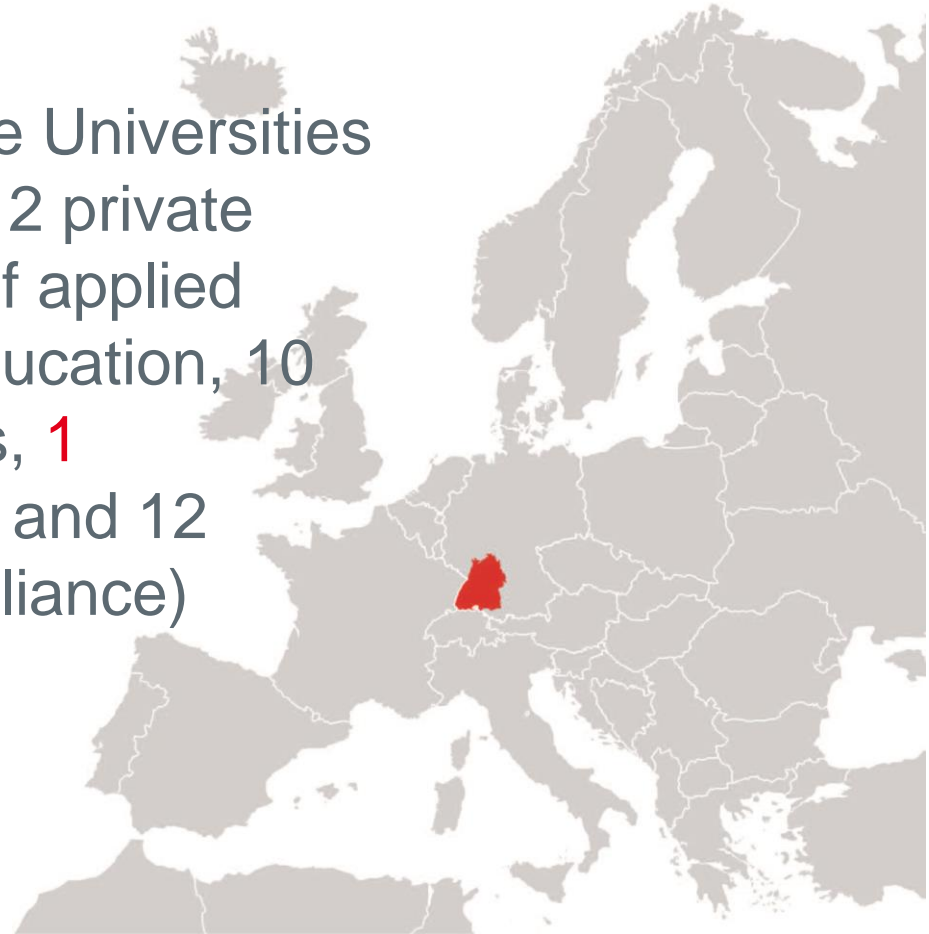 e Universities
2 private
f applied
ucation, 10
s, 1
and 12
liance)